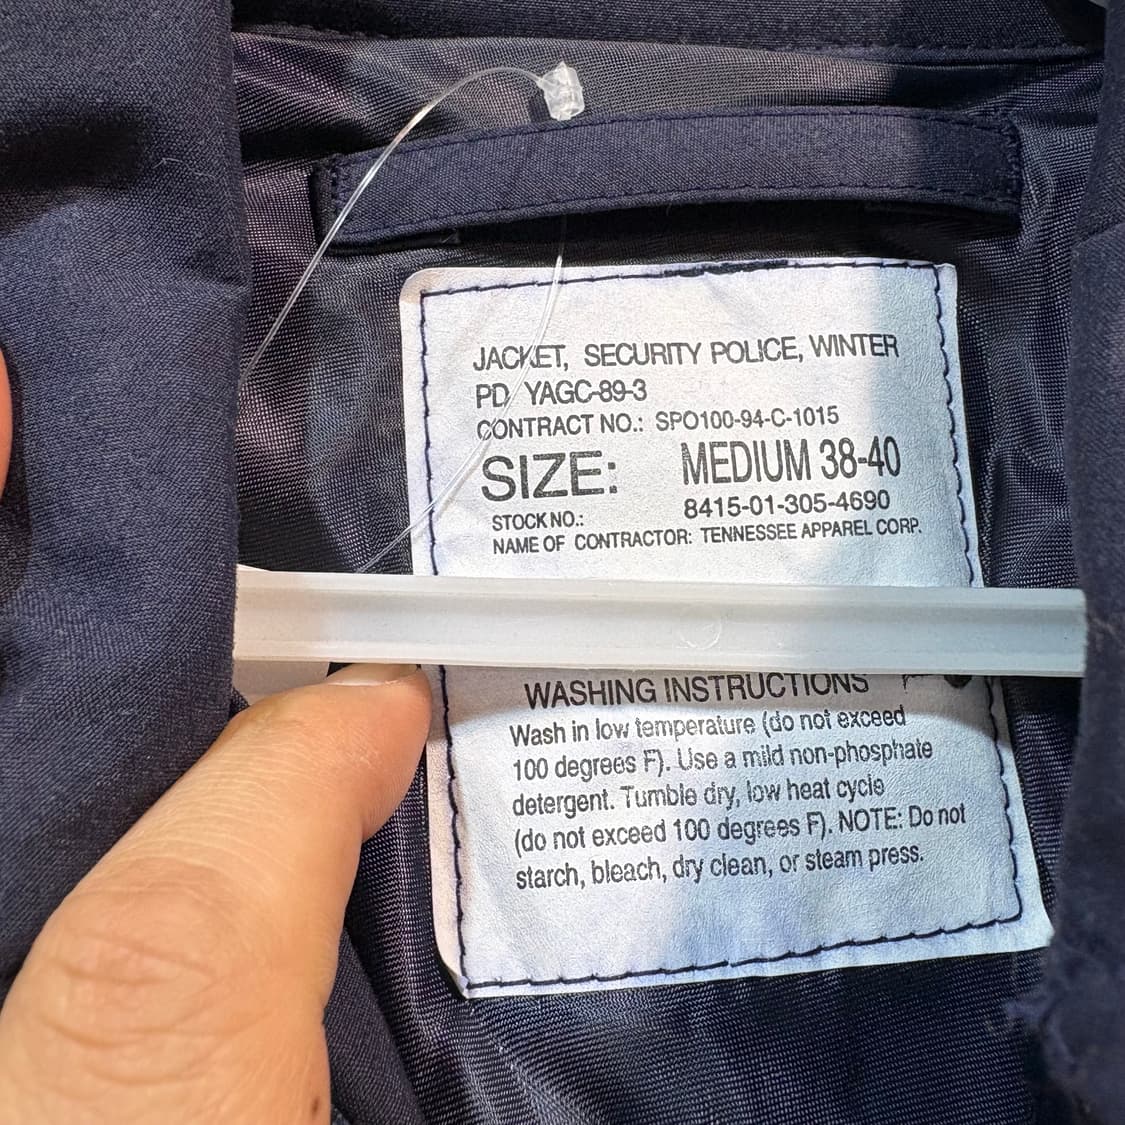 JACKET, SECURITY POLICE, WINTER
PD YAGC-89-3
CONTRACT NO.: SPO100-94-C-1015
SIZE: MEDIUM 38-40
STOCK NO.: 8415-01-305-4690
NAME OF CONTRACTOR: TENNESSEE APPAREL CORP.
WASHING INSTRUCTIONS
Wash in low temperature (do not exceed
100 degrees F). Use a mild non-phosphate
detergent. Tumble dry, low heat cycle
(do not exceed 100 degrees F). NOTE: Do not
starch, bleach, dry clean, or steam press.